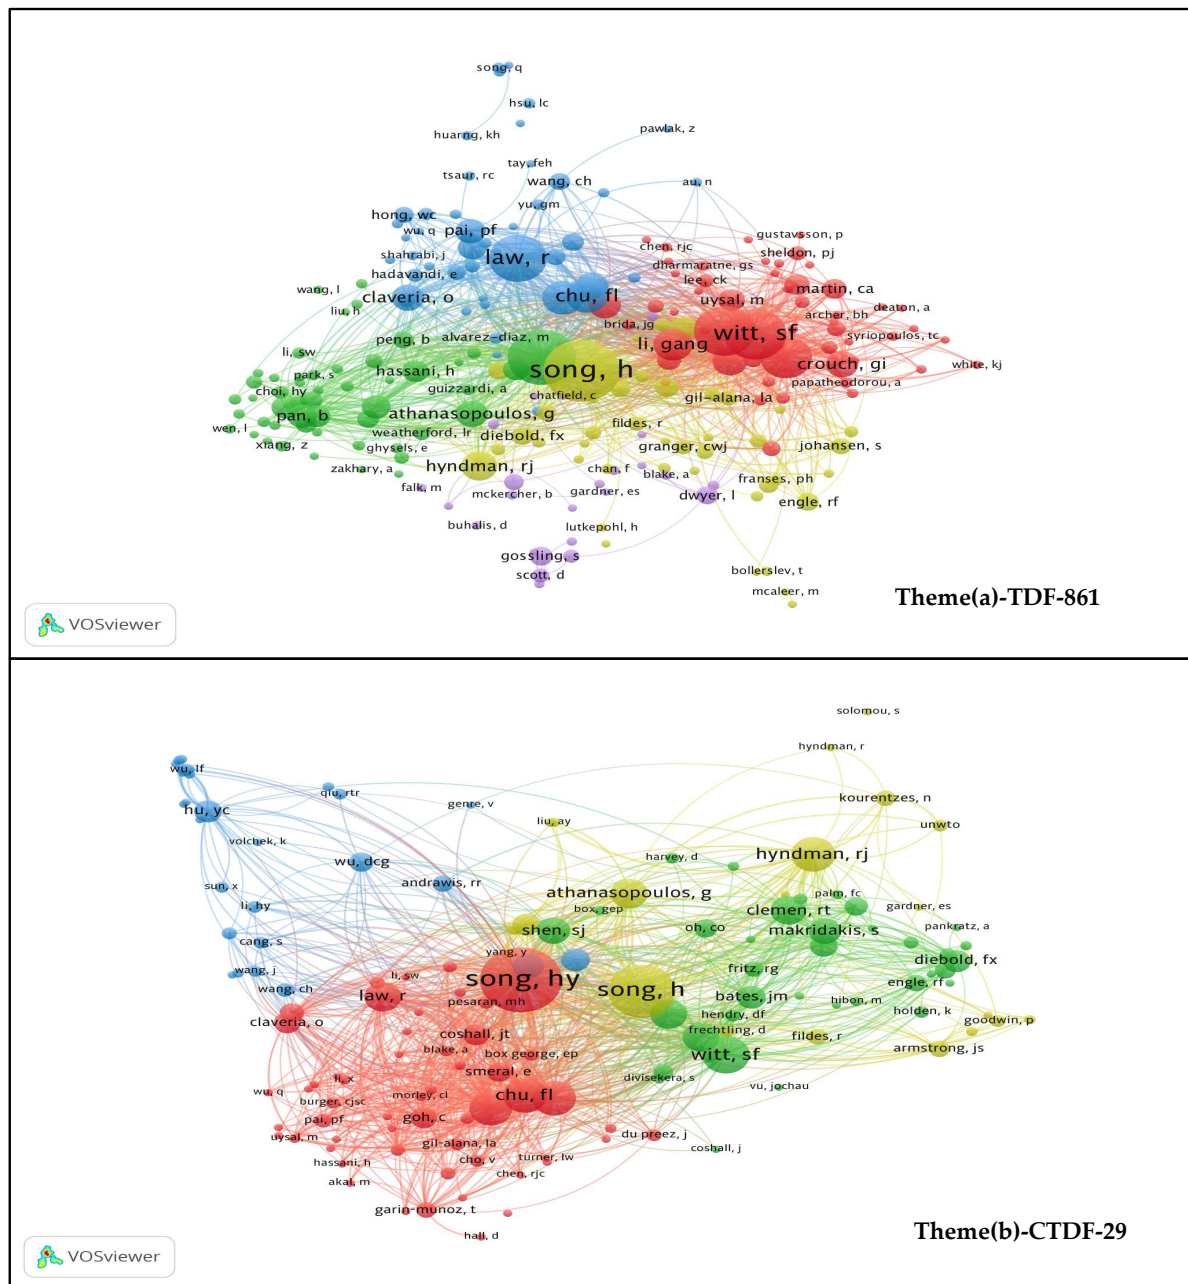 song, q
hsu, lc
huarng, kh
pawlak, z
tay, feh
tsaur, rc
wang, ch
au, n
yu, gm
hong, wc
wu, q
pai, pf
gustavsson, p
chen, rjc
sheldon, pj
shahrabi, j
law, r
dharmaratne, gs
hadavandi, e
lee, ck
wang, l
claveria, o
chu, fl
uysal, m
martin, ca
deaton, a
liu, h
archer, bh
brida, jg
witt, sf
syriopoulos, tc
peng, b
alvarez-diaz, m
li, gang
li, sw
crouch, gi
white, kj
park, s
hassani, h
song, h
papatheodorou, a
choi, hy
guizzardi, a
chatfield, c
gil-alana, la
pan, b
athanasopoulos, g
wen, l
weatherford, lr
diebold, fx
fildes, r
xiang, z
ghysels, e
granger, cwj
johansen, s
zakhary, a
hyndman, rj
chan, f
blake, a
franses, ph
falk, m
mckercher, b
gardner, es
dwyer, l
engle, rf
buhalis, d
lutkepohl, h
gossling, s
scott, d
bollerslev, t
mcaleer, m
Theme(a)-TDF-861
VOSviewer
solomou, s
hyndman, r
wu, lf
qiu, rtr
genre, v
kourentzes, n
hu, yc
liu, ay
unwto
volchek, k
wu, dcg
harvey, d
hyndman, rj
sun, x
andrawis, rr
athanasopoulos, g
palm, fc
li, hy
box, gep
clemen, rt
gardner, es
cang, s
shen, sj
oh, co
makridakis, s
pankratz, a
yang, y
wang, j
li, sw
song, hy
song, h
fritz, rg
diebold, fx
wang, ch
law, r
pesaran, mh
bates, jm
engle, rf
hibon, m
claveria, o
coshall, jt
hendry, df
holden, k
goodwin, p
frechtling, d
fildes, r
blake, a
box george, ep
witt, sf
armstrong, js
li, x
smeral, e
divisekera, s
wu, q
morley, cl
chu, fl
vu, jochau
burger, cjsc
pai, pf
goh, c
uysal, m
gil-alana, la
du preez, j
hassani, h
cho, v
turner, lw
coshall, j
akal, m
chen, rjc
garin-munoz, t
hall, d
Theme(b)-CTDF-29
VOSviewer